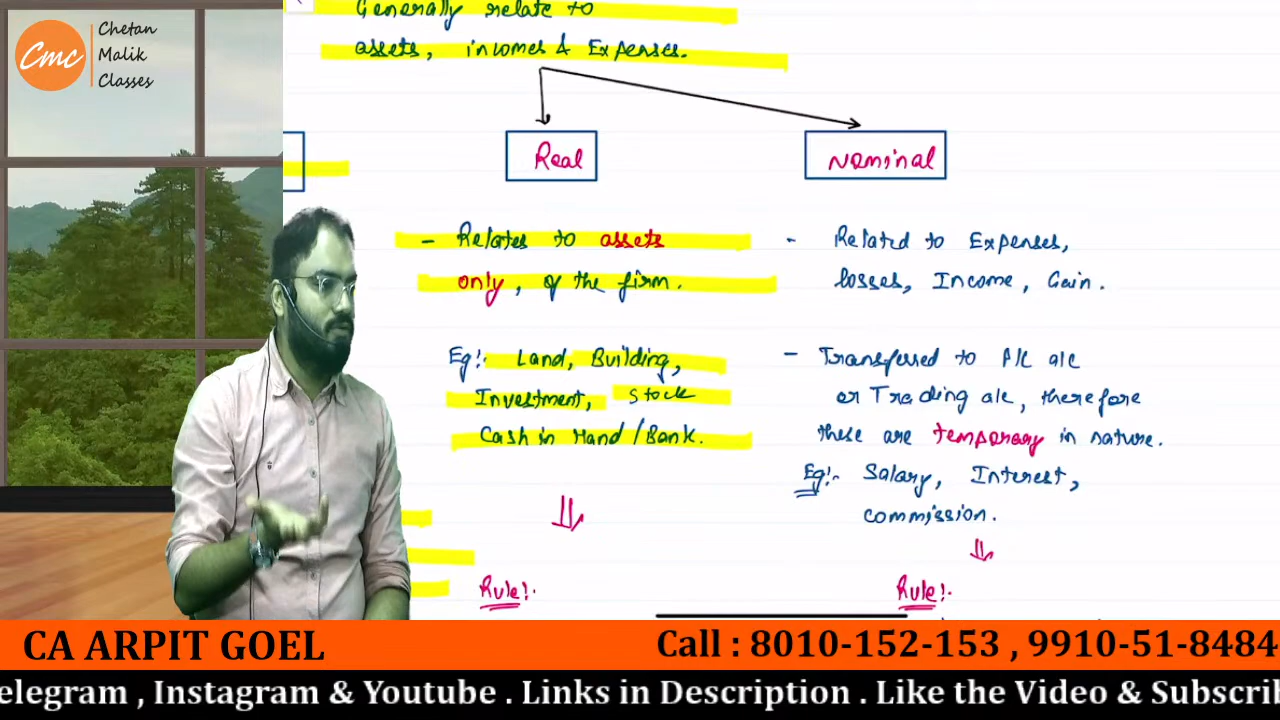 Chetan
Malik
Classes
CMC
Generally relate to
assets, incomes & Expenses.
Real
Nominal
- Relates to assets
only, of the firm.
Eg:- Land, Building,
Investment, Stock
Cash in Hand/Bank.
Rule:-
- Related to Expenses,
losses, Income, Gain.
- Transferred to P/L a/c
or Trading a/c, therefore
these are temporary in nature.
Eg:- Salary, Interest,
commission.
Rule:-
CA ARPIT GOEL
Call : 8010-152-153 , 9910-51-8484
elegram , Instagram & Youtube . Links in Description . Like the Video & Subscrib